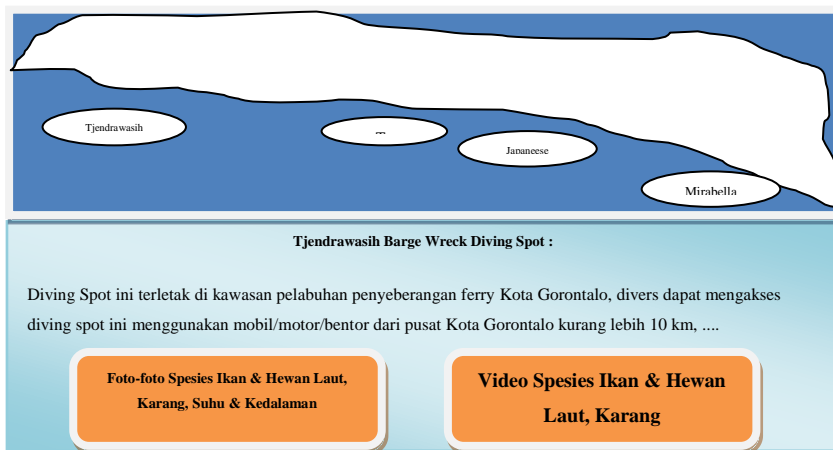 Tjendrawasih
Japaneese
Mirabella
Tjendrawasih Barge Wreck Diving Spot :
Diving Spot ini terletak di kawasan pelabuhan penyeberangan ferry Kota Gorontalo, divers dapat mengakses
diving spot ini menggunakan mobil/motor/bentor dari pusat Kota Gorontalo kurang lebih 10 km, ....
Foto-foto Spesies Ikan & Hewan Laut,
Karang, Suhu & Kedalaman
Video Spesies Ikan & Hewan
Laut, Karang